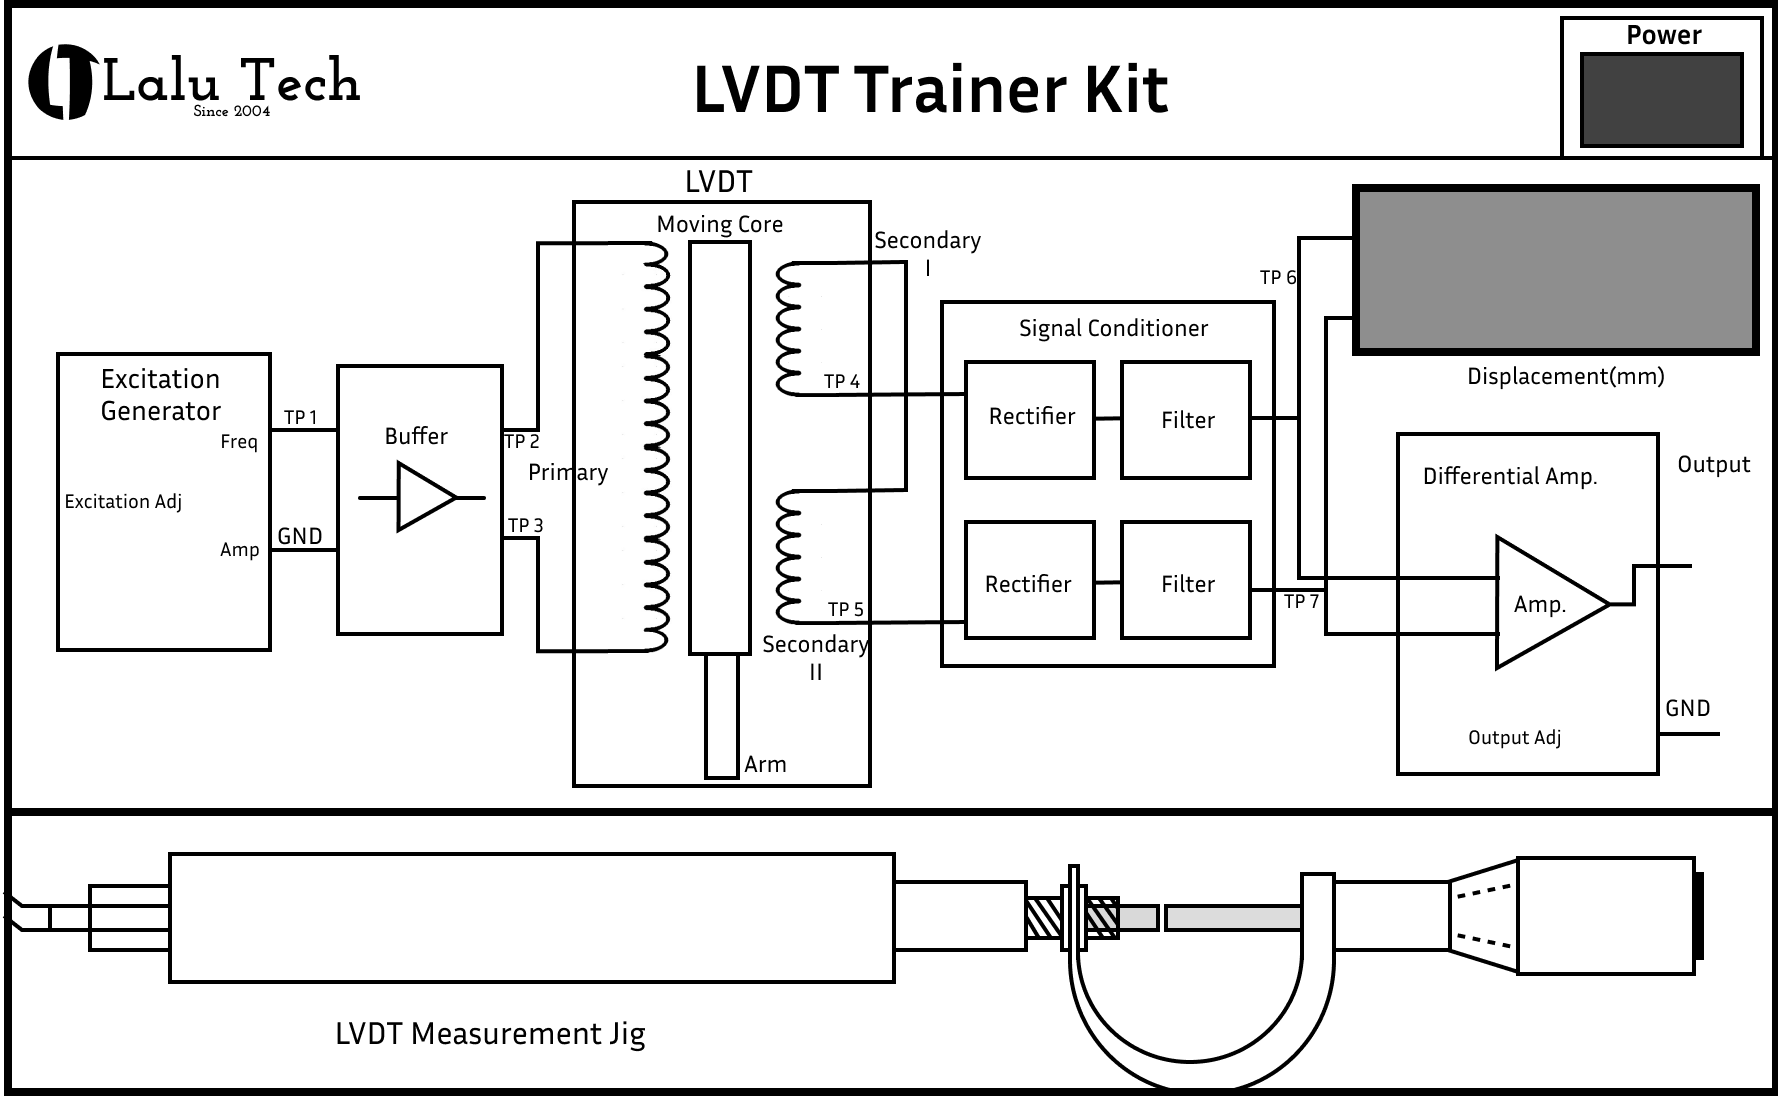 Lalu Tech
Since 2004
LVDT Trainer Kit
Power
LVDT
Moving Core
Secondary
I
TP 6
Signal Conditioner
Displacement(mm)
Excitation
Generator
TP 1
Freq
Buffer
TP 2
Primary
TP 4
Rectifier
Filter
Differential Amp.
Output
Excitation Adj
GND
Amp
TP 3
Rectifier
Filter
TP 7
Amp.
TP 5
Secondary
II
GND
Output Adj
Arm
LVDT Measurement Jig